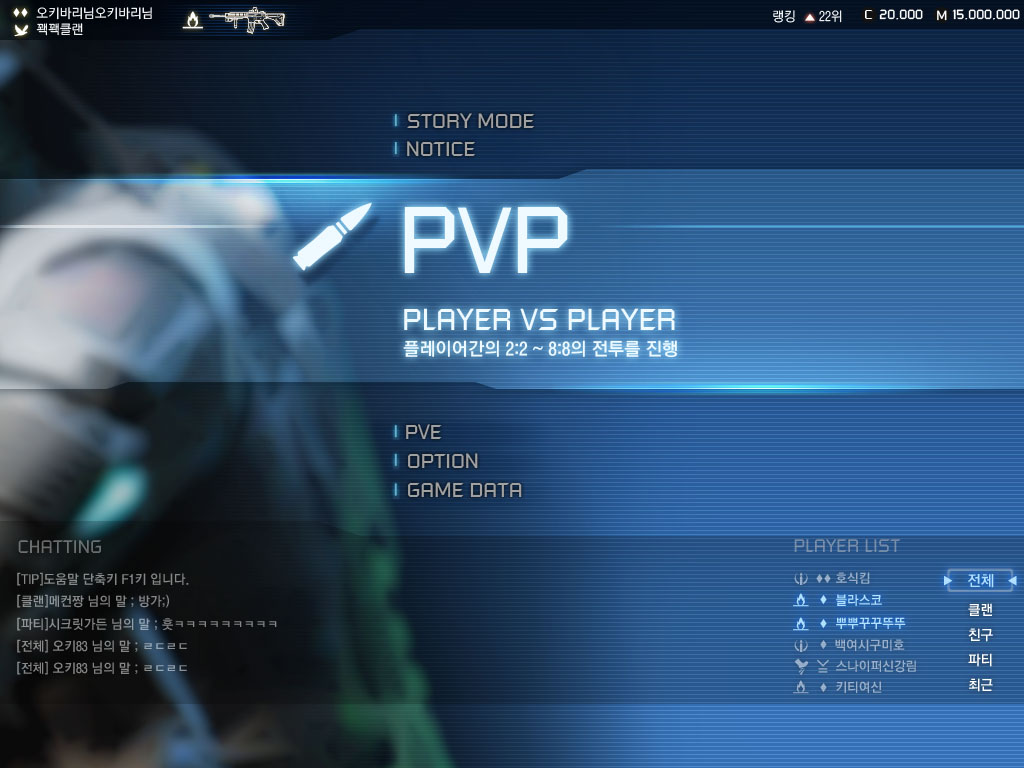 오키바리님오키바리님
꽥꽥클랜
랭킹 ▲ 22위 C 20.000 M 15.000.000
STORY MODE
NOTICE
PVP
PLAYER VS PLAYER
플레이어간의 2:2 ~ 8:8의 전투를 진행
PVE
OPTION
GAME DATA
CHATTING
[TIP]도움말 단축키 F1키 입니다.
[클랜]메컨짱 님의 말 ; 방가;)
[파티]시크릿가든 님의 말 ; 훗ㅋㅋㅋㅋㅋㅋㅋㅋㅋ
[전체] 오키83 님의 말 ; ㄹㄷㄹㄷ
[전체] 오키83 님의 말 ; ㄹㄷㄹㄷ
PLAYER LIST
호식킴
블라스코
뿌뿌꾸꾸뚜뚜
백여시구미호
스나이퍼신강림
키티여신
전체
클랜
친구
파티
최근